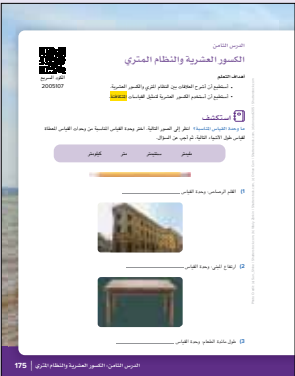 الدرس الثامن
الكسور العشرية والنظام المتري
الكود السريع
2005107
أهداف التعلم
• أستطيع أن أشرح العلاقات بين النظام المتري والكسور العشرية.
• أستطيع أن أستخدم الكسور العشرية لتمثيل القياسات
استكشف
ما وحدة القياس المناسبة؟ انظر إلى الصور التالية. اختر وحدة القياس المناسبة من وحدات القياس المعطاة
لقياس طول الأشياء التالية، ثم أجب عن السؤال.
مليمتر سنتيمتر متر كيلومتر
1) القلم الرصاص: وحدة القياس
2) ارتفاع المبنى: وحدة القياس
3) طول مائدة الطعام: وحدة القياس
الدرس الثامن: الكسور العشرية والنظام المتري 175